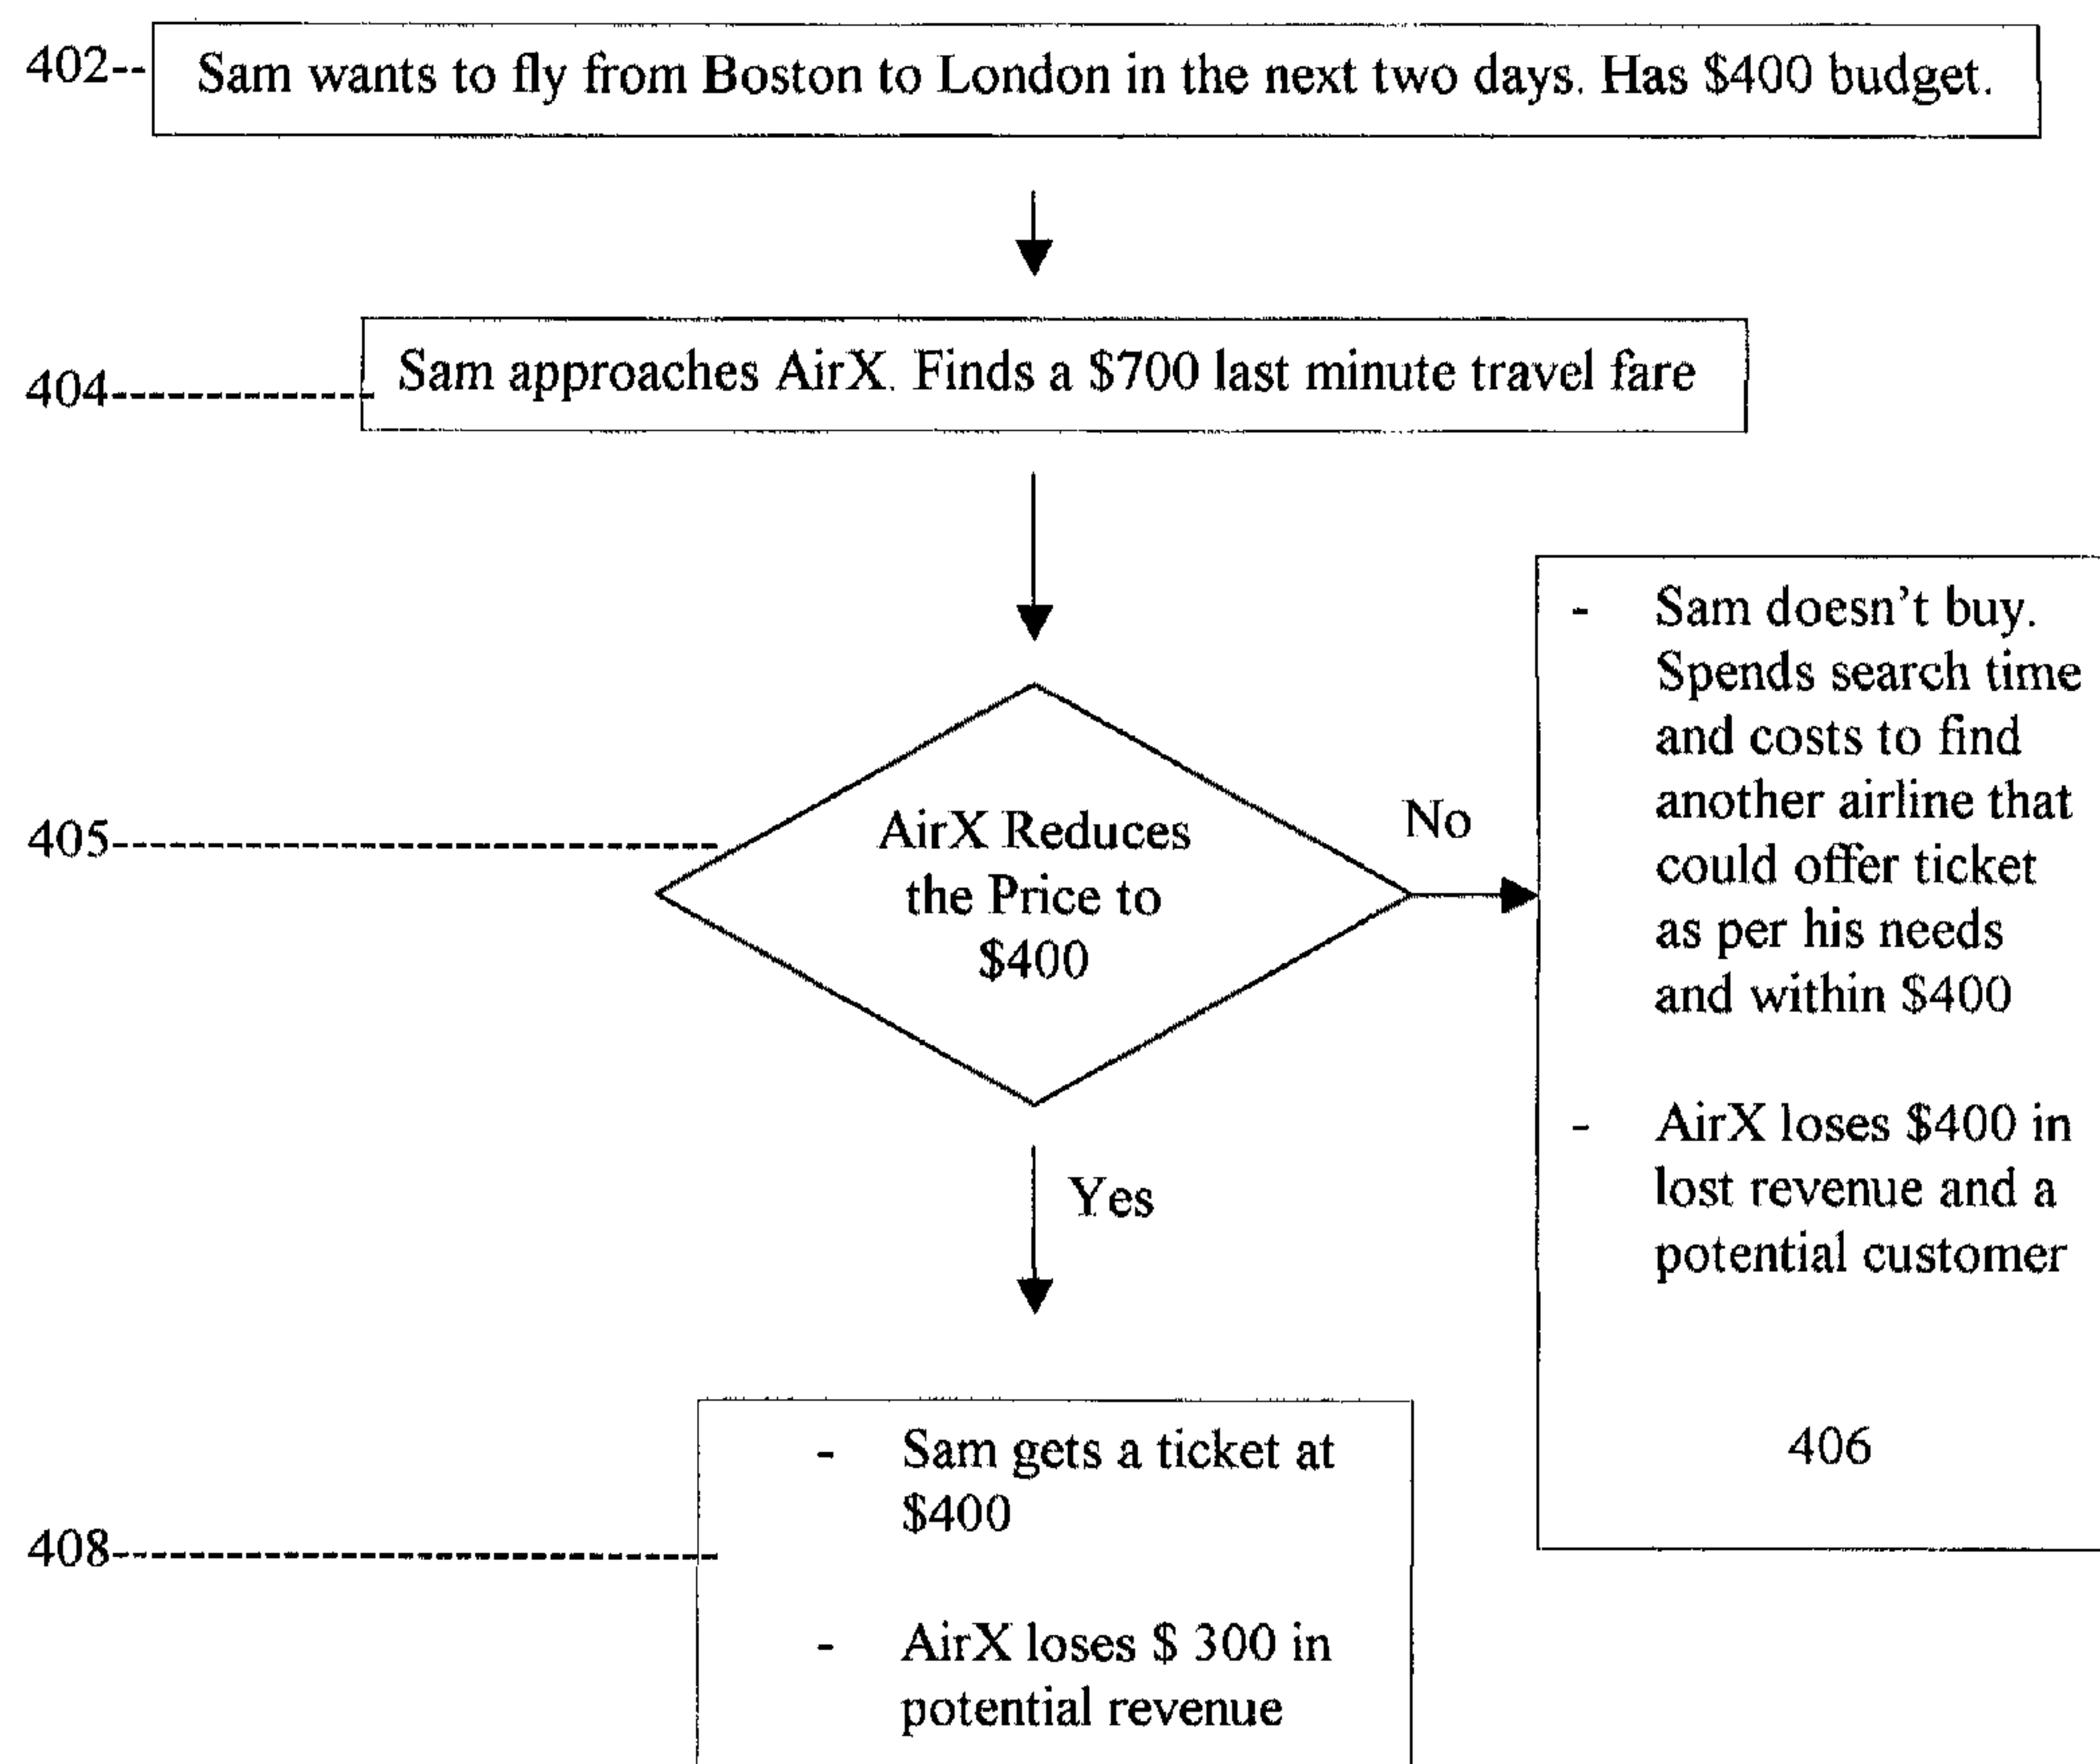 402-- Sam wants to fly from Boston to London in the next two days. Has $400 budget.
404 Sam approaches AirX. Finds a $700 last minute travel fare
405
AirX Reduces
the Price to
$400
No
- Sam doesn't buy.
Spends search time
and costs to find
another airline that
could offer ticket
as per his needs
and within $400
- AirX loses $400 in
lost revenue and a
potential customer
406
Yes
408
- Sam gets a ticket at
$400
- AirX loses $ 300 in
potential revenue